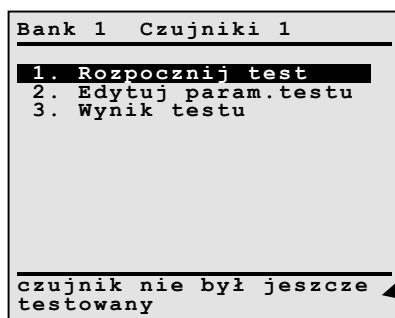 Bank 1 Czujniki 1
1. Rozpocznij test
2. Edytuj param.testu
3. Wynik testu
czujnik nie był jeszcze
testowany